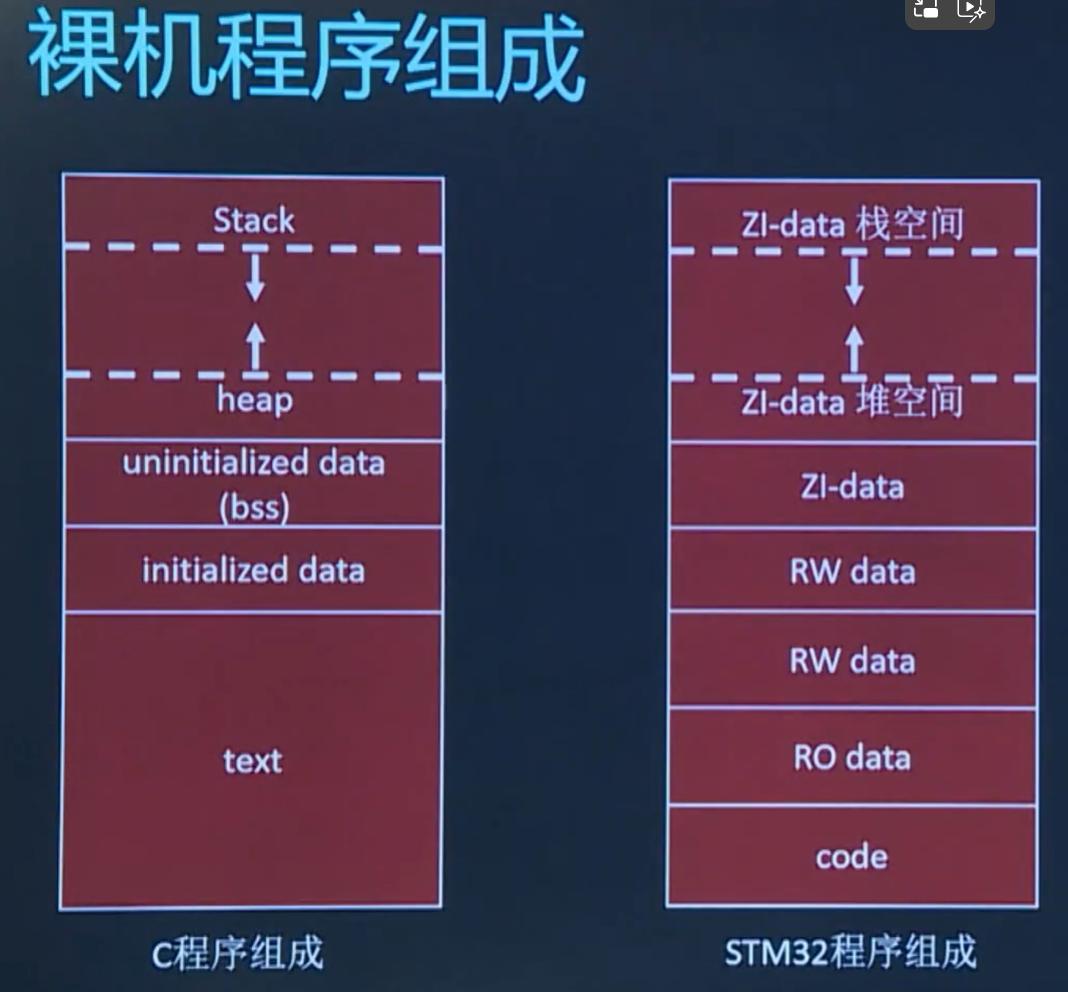 裸机程序组成
Stack
heap
uninitialized data
(bss)
initialized data
text
C程序组成
ZI-data 栈空间
ZI-data 堆空间
ZI-data
RW data
RW data
RO data
code
STM32程序组成